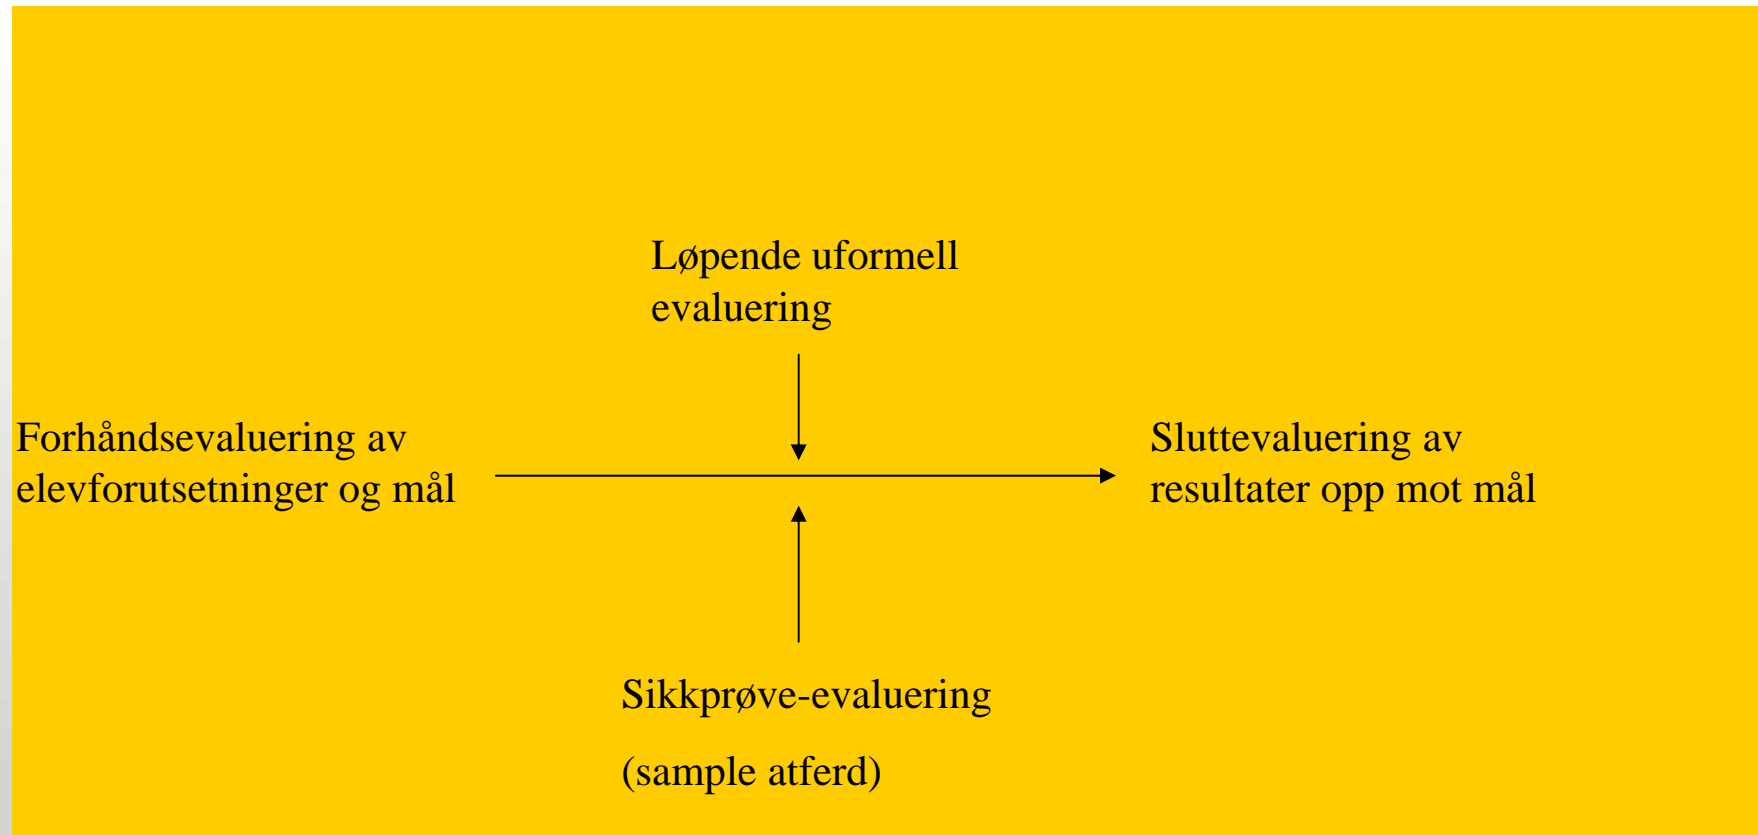 Løpende uformell
evaluering
Forhåndsevaluering av
elevforutsetninger og mål
Sluttevaluering av
resultater opp mot mål
Sikkprøve-evaluering
(sample atferd)